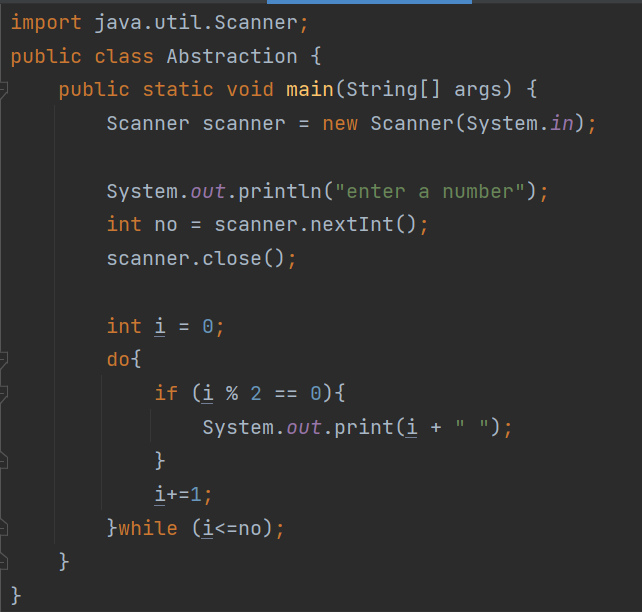 import java.util.Scanner;
public class Abstraction {
    public static void main(String[] args) {
        Scanner scanner = new Scanner(System.in);

        System.out.println("enter a number");
        int no = scanner.nextInt();
        scanner.close();

        int i = 0;
        do{
            if (i % 2 == 0){
                System.out.print(i + " ");
            }
            i+=1;
        }while (i<=no);
    }
}